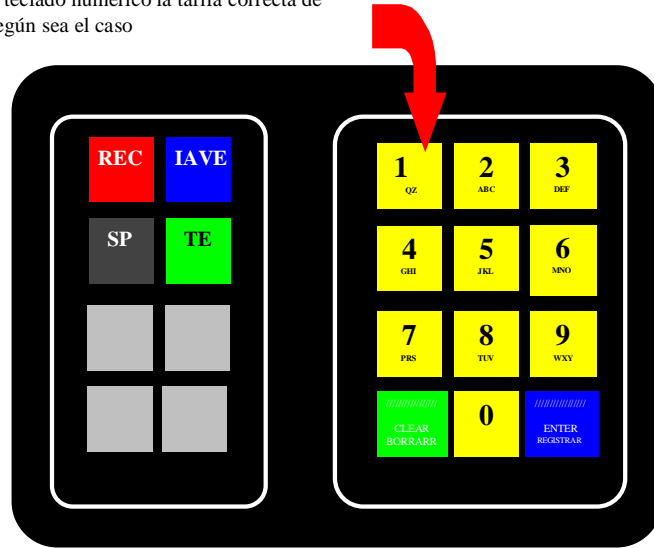 teclado numérico la tarifa correcta de
egún sea el caso
REC IAVE
SP TE
1 2 3
QZ ABC DEF
4 5 6
GHI JKL MNO
7 8 9
PRS TUV WXY
////////////////// 0 //////////////////
CLEAR ENTER
BORRARR REGISTRAR